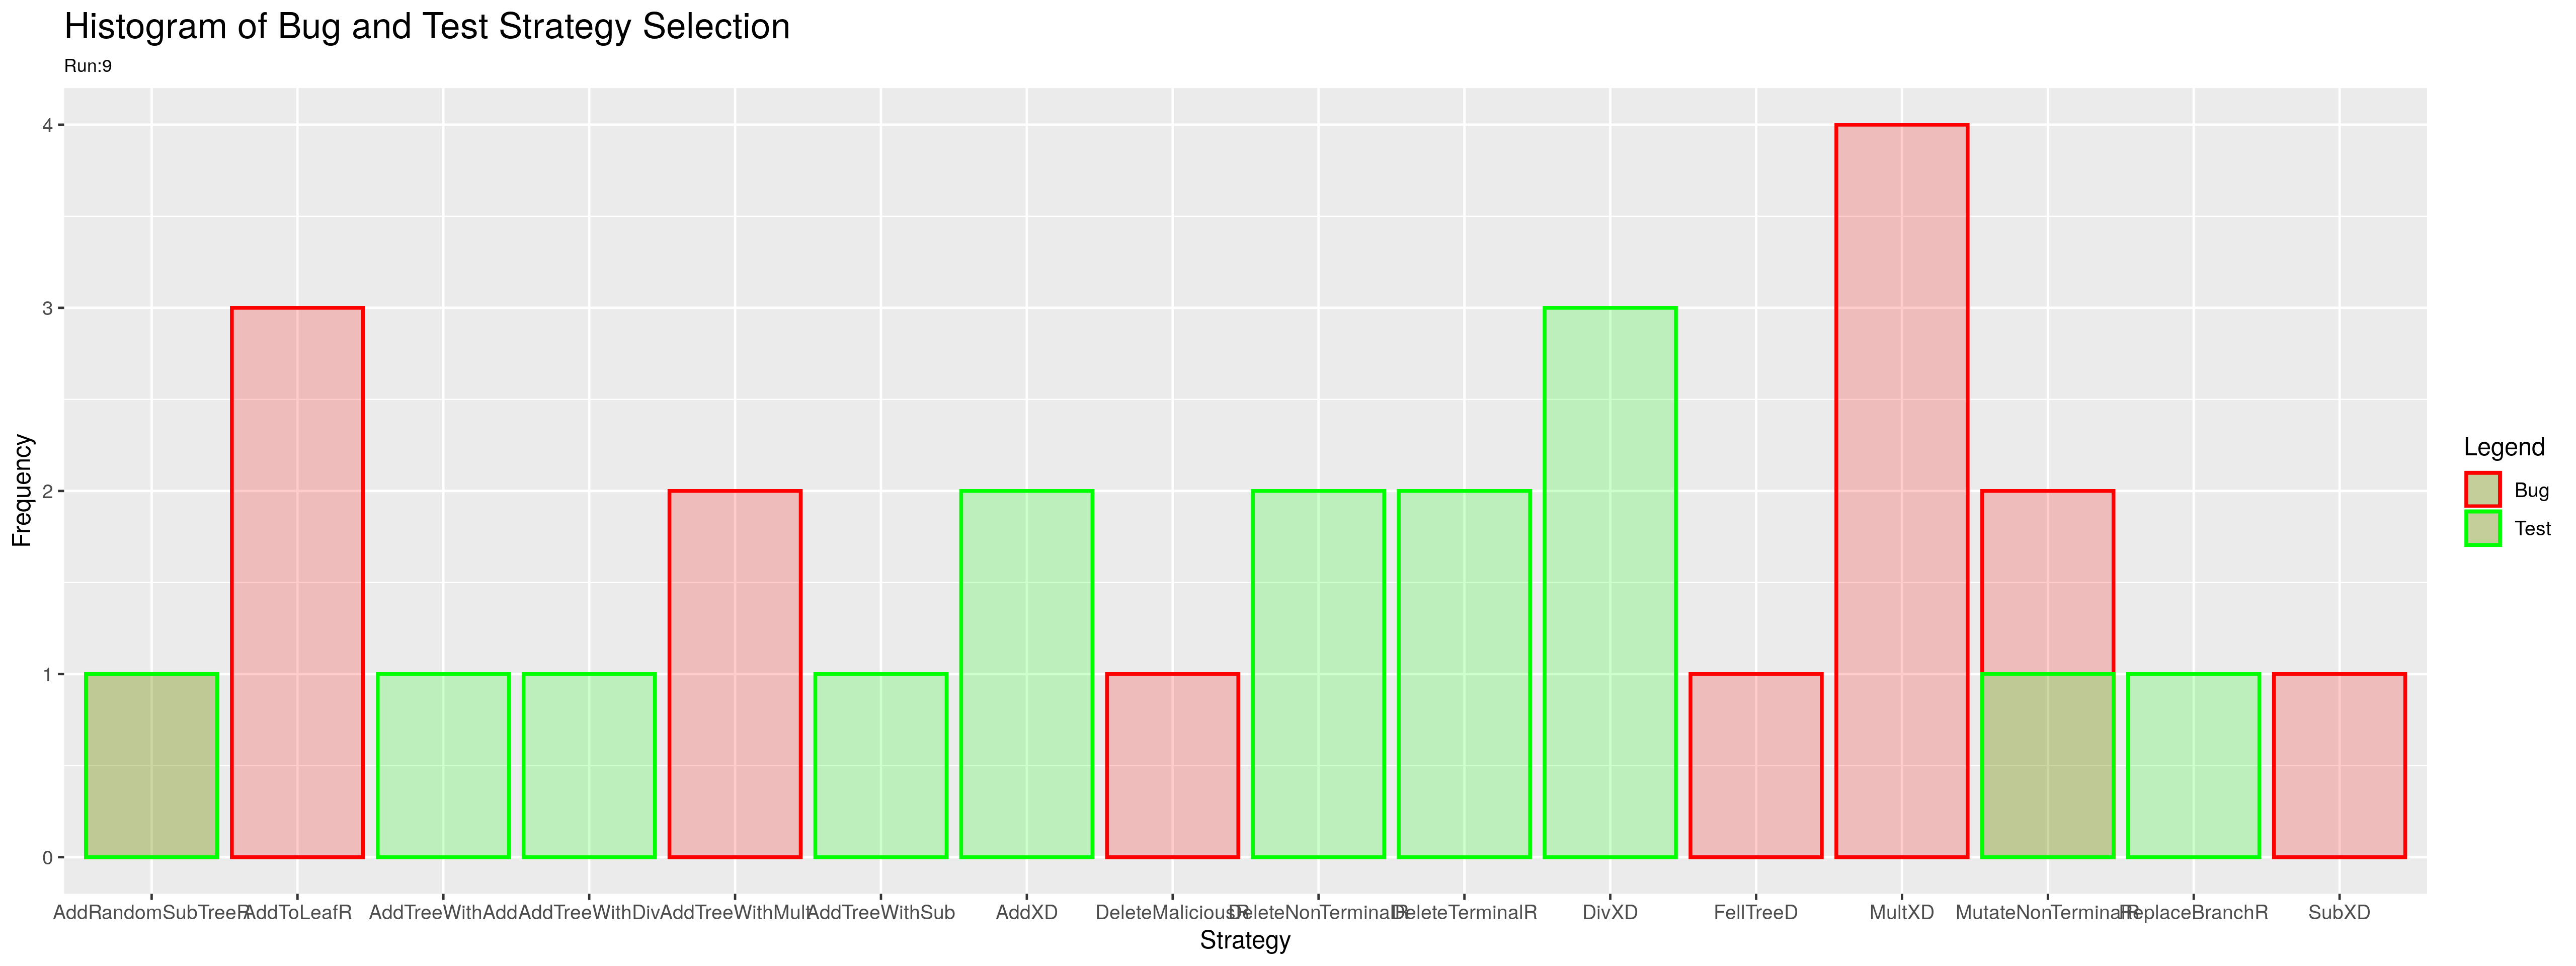 Histogram of Bug and Test Strategy Selection
Run:9
Frequency
4
3
2
1
0
AddRandomSubTreeR AddToLeafR AddTreeWithAdd AddTreeWithDiv AddTreeWithMult AddTreeWithSub AddXD DeleteMaliciousR DeleteNonTerminalR DeleteTerminalR DivXD FellTreeD MultXD MutateNonTerminalR ReplaceBranchR SubXD
Strategy
Legend
Bug
Test